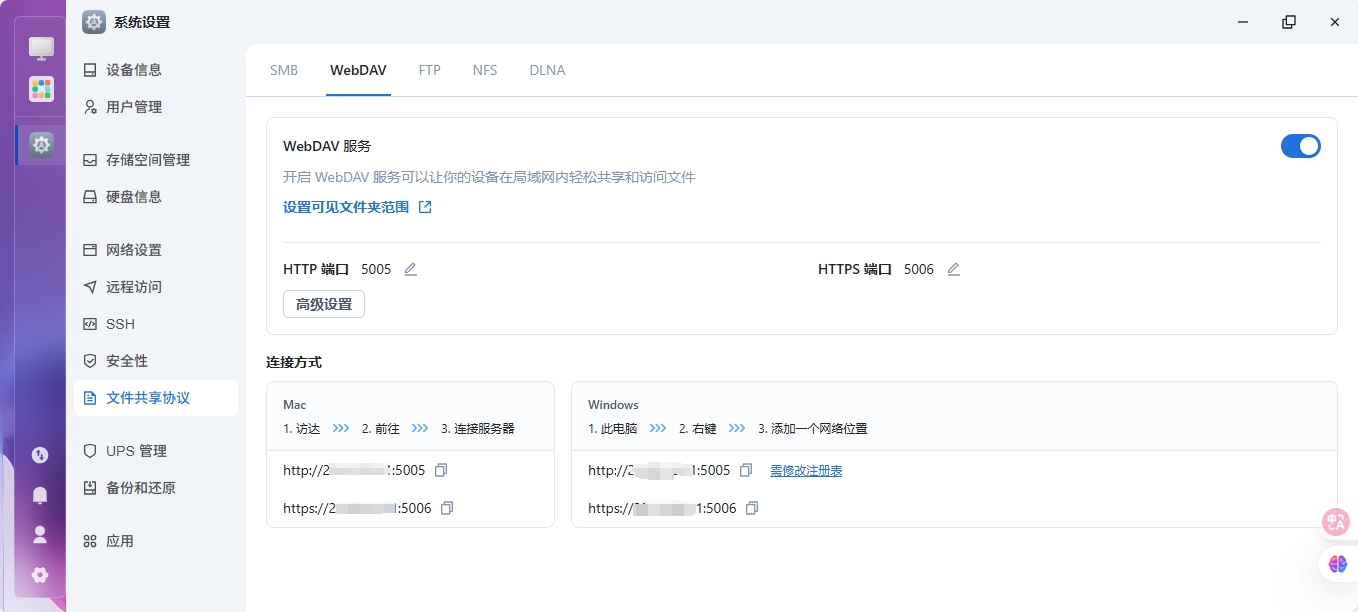 系统设置
设备信息
用户管理
存储空间管理
硬盘信息
网络设置
远程访问
SSH
安全性
文件共享协议
UPS 管理
备份和还原
应用
SMB WebDAV FTP NFS DLNA
WebDAV 服务
开启 WebDAV 服务可以让你的设备在局域网内轻松共享和访问文件
设置可见文件夹范围
HTTP 端口 5005 HTTPS 端口 5006
高级设置
连接方式
Mac
1. 访达 2. 前往 3. 连接服务器
http://2 1:5005
https://2 1:5006
Windows
1. 此电脑 2. 右键 3. 添加一个网络位置
http://2 1:5005 需修改注册表
https:// 1:5006
中 A